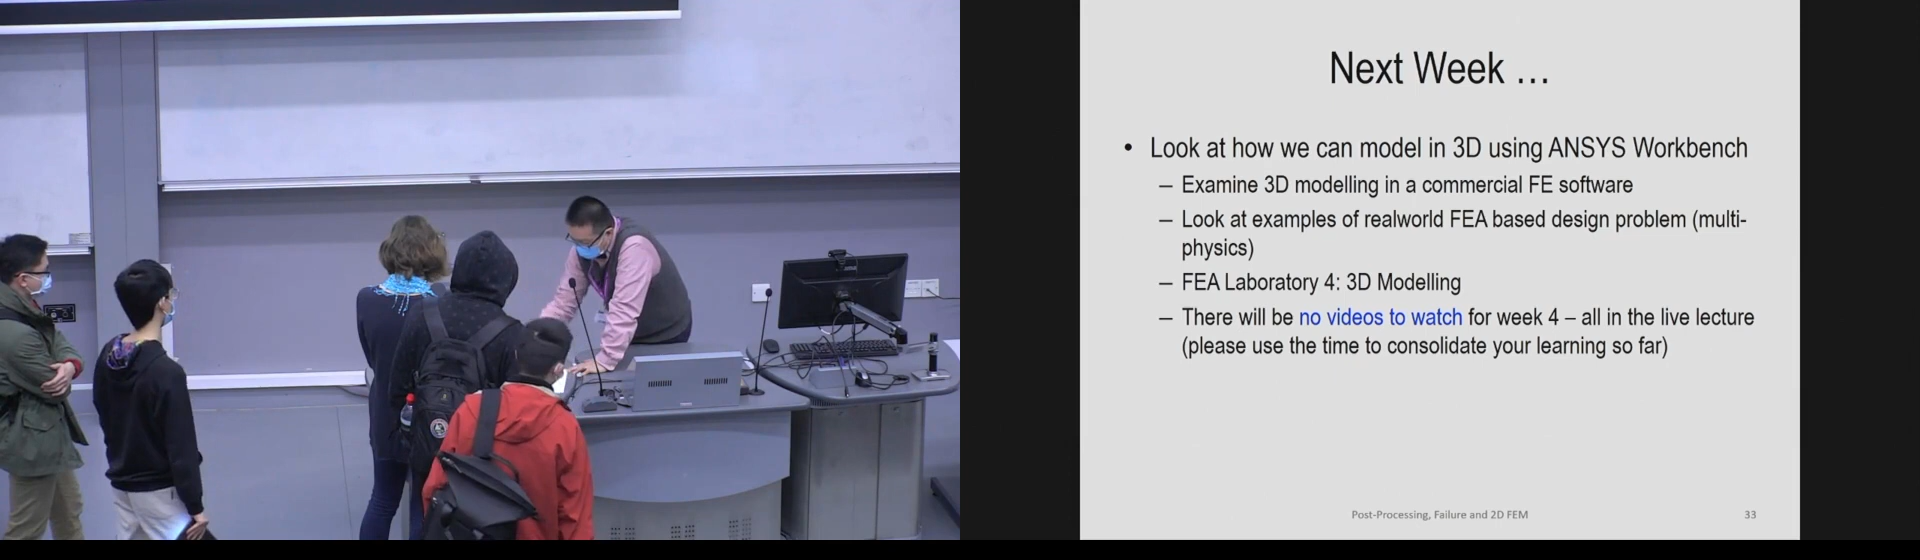 Next Week …
• Look at how we can model in 3D using ANSYS Workbench
– Examine 3D modelling in a commercial FE software
– Look at examples of realworld FEA based design problem (multi-
physics)
– FEA Laboratory 4: 3D Modelling
– There will be no videos to watch for week 4 – all in the live lecture
(please use the time to consolidate your learning so far)
Post-Processing, Failure and 2D FEM
33